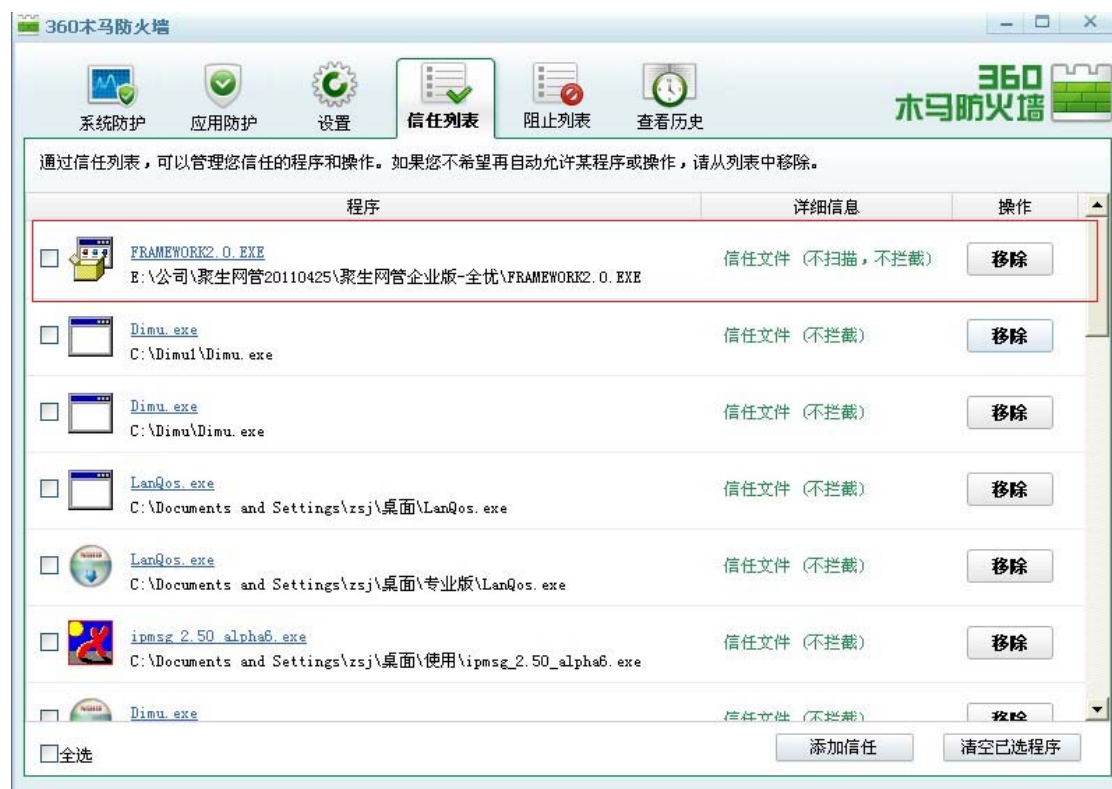 360木马防火墙
系统防护
应用防护
设置
信任列表
阻止列表
查看历史
360
木马防火墙
通过信任列表，可以管理您信任的程序和操作。如果您不希望再自动允许某程序或操作，请从列表中移除。
程序
详细信息
操作
FRAMEWORK2.0.EXE
信任文件（不扫描，不拦截）
移除
E:\公司\聚生网管20110425\聚生网管企业版-全忧\FRAMEWORK2.0.EXE
Dimu.exe
信任文件（不拦截）
移除
C:\Dimu1\Dimu.exe
Dimu.exe
信任文件（不拦截）
移除
C:\Dimu\Dimu.exe
LanQos.exe
信任文件（不拦截）
移除
C:\Documents and Settings\zsj\桌面\LanQos.exe
LanQos.exe
信任文件（不拦截）
移除
C:\Documents and Settings\zsj\桌面\专业版\LanQos.exe
ipmsg_2.50_alpha6.exe
信任文件（不拦截）
移除
C:\Documents and Settings\zsj\桌面\使用\ipmsg_2.50_alpha6.exe
Dimu.exe
信任文件（不拦截）
移除
全选
添加信任
清空已选程序